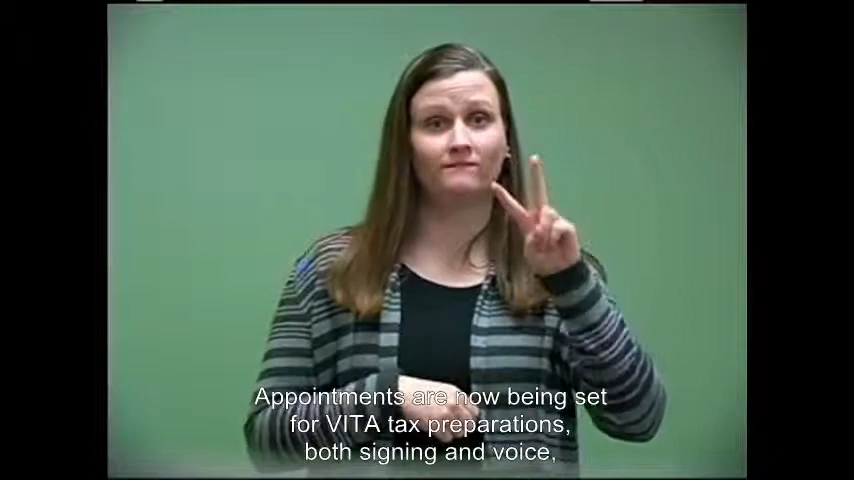 Appointments are now being set
for VITA tax preparations,
both signing and voice,